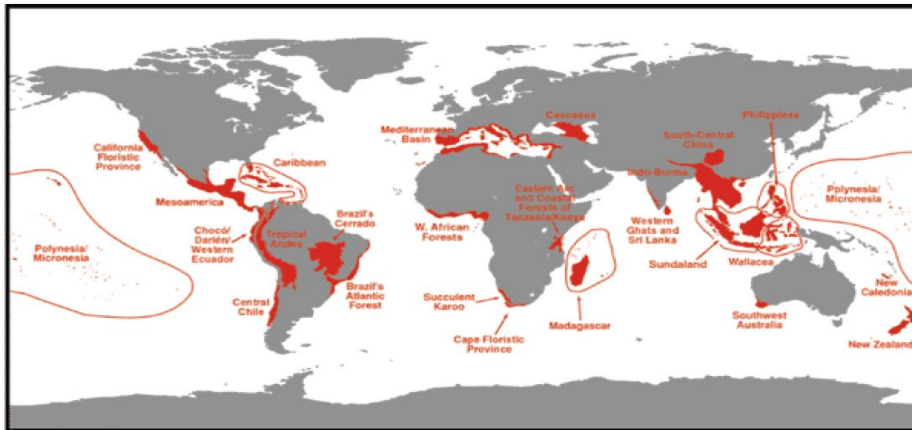 California
Floristic
Province
Caribbean
Mesoamerica
Polynesia/
Micronesia
Chocó/
Darién/
Western
Ecuador
Tropical
Andes
Brazil's
Cerrado
Brazil's
Atlantic
Forest
Central
Chile
Mediterranean
Basin
Caucasus
W. African
Forests
Eastern Arc
and Coastal
Forests of
Tanzania/Kenya
Succulent
Karoo
Cape Floristic
Province
Madagascar
Philippines
South-Central
China
Indo-Burma
Western
Ghats and
Sri Lanka
Sundaland
Wallacea
Polynesia/
Micronesia
New
Caledonia
Southwest
Australia
New Zealand